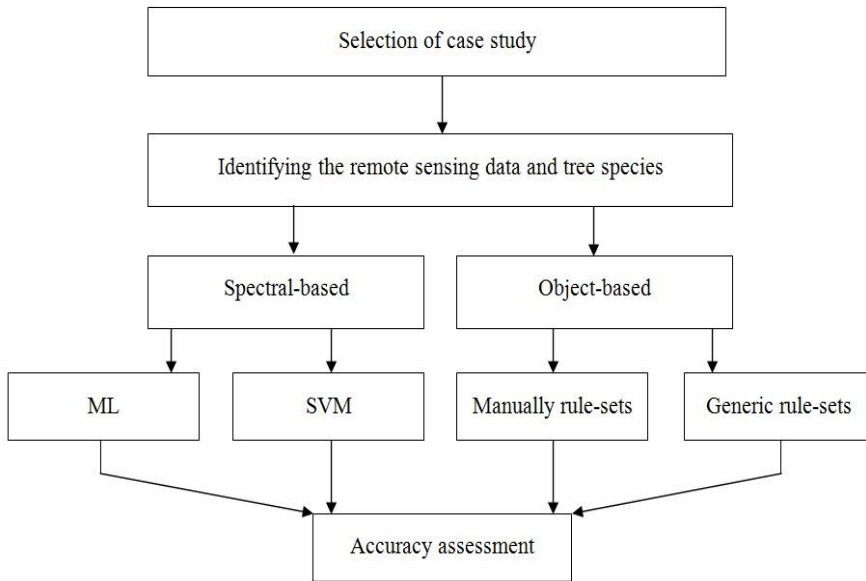 Selection of case study
Identifying the remote sensing data and tree species
Spectral-based
Object-based
ML
SVM
Manually rule-sets
Generic rule-sets
Accuracy assessment